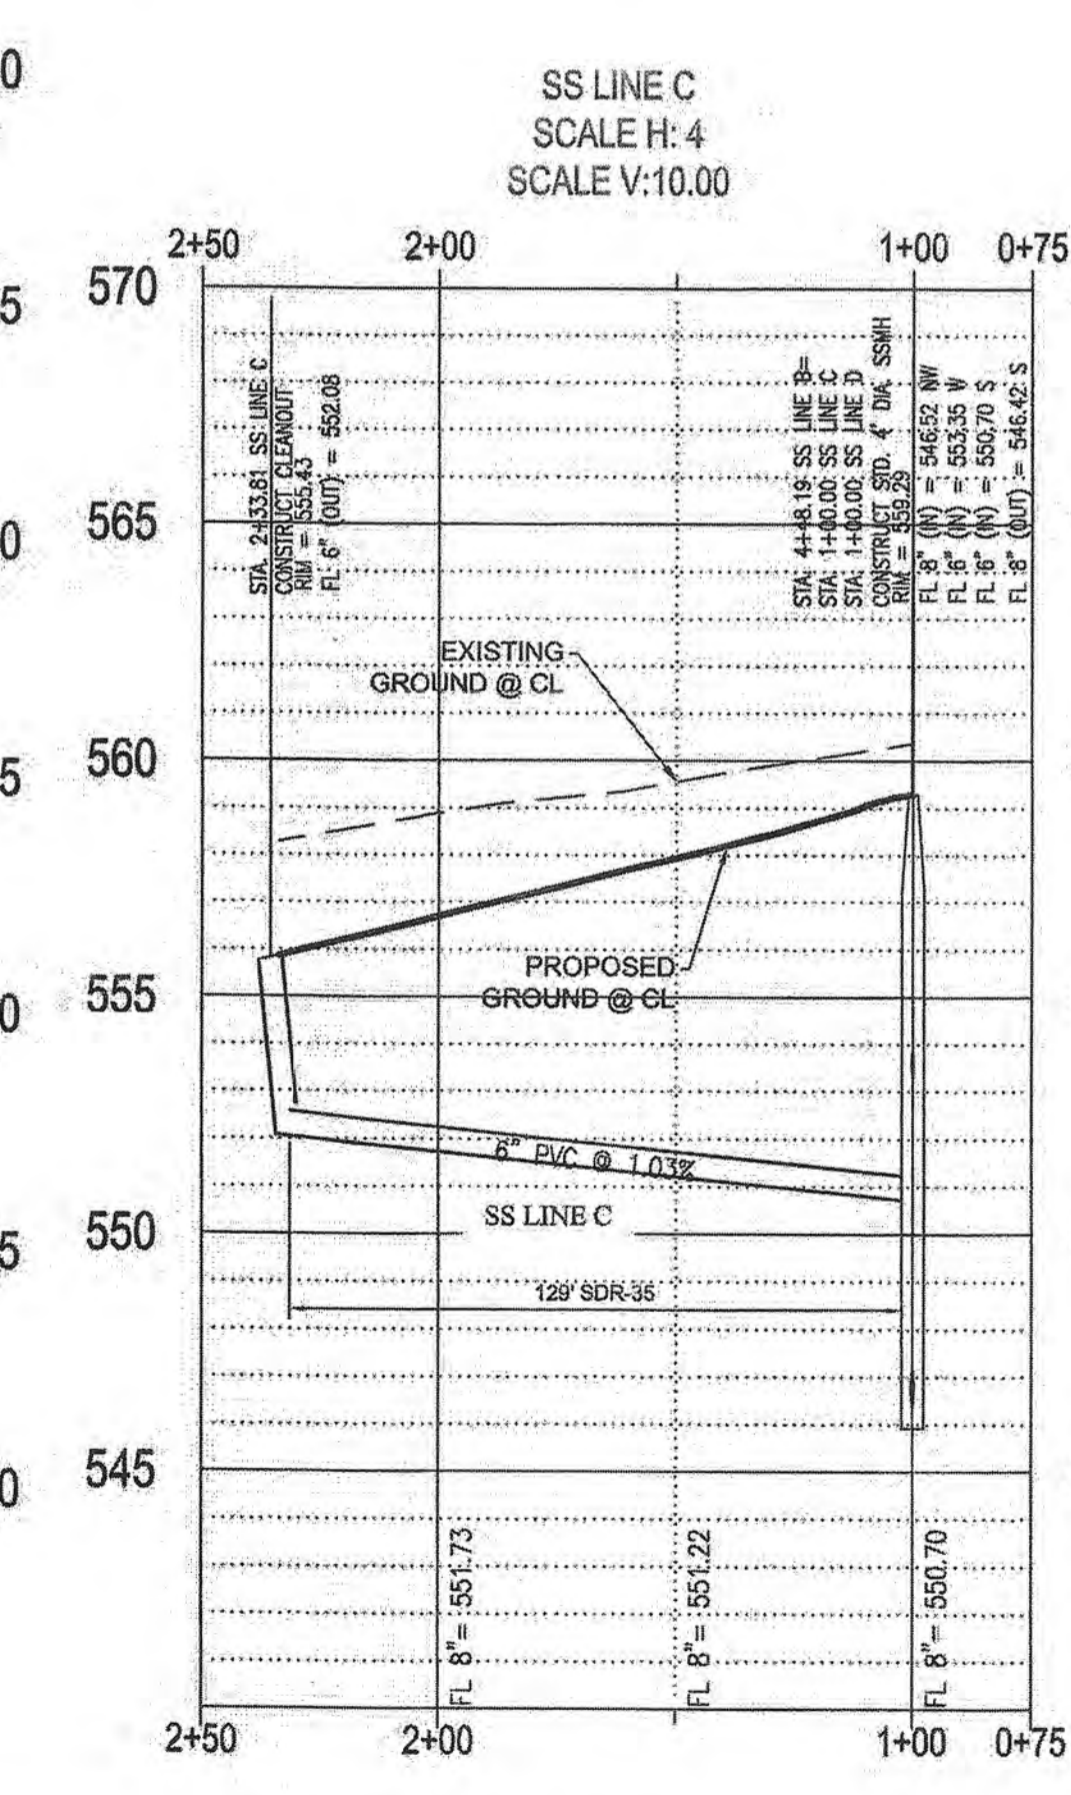 SS LINE C
SCALE H: 4
SCALE V:10.00
2+50
2+00
1+00
0+75
0
570
5
565
0
560
5
555
0
550
5
545
0
STA. 2+33.81 SS LINE C
CONSTRUCT CLEANOUT
RIM = 555.43
FL 6" (OUT) = 552.08
STA: 4+48.19 SS LINE B=
STA: 1+00.00 SS LINE C
STA: 1+00.00 SS LINE D
CONSTRUCT STD. 4' DIA. SSMH
RIM = 559.29
FL 8" (IN) = 546.52 NW
FL 6" (IN) = 553.35 W
FL 6" (IN) = 550.70 S
FL 8" (OUT) = 546.42 S
EXISTING
GROUND @ CL
PROPOSED
GROUND @ CL
6" PVC @ 1.03%
SS LINE C
129' SDR-35
FL 8"= 551.73
FL 8"= 551.22
FL 8"= 550.70
2+50
2+00
1+00
0+75